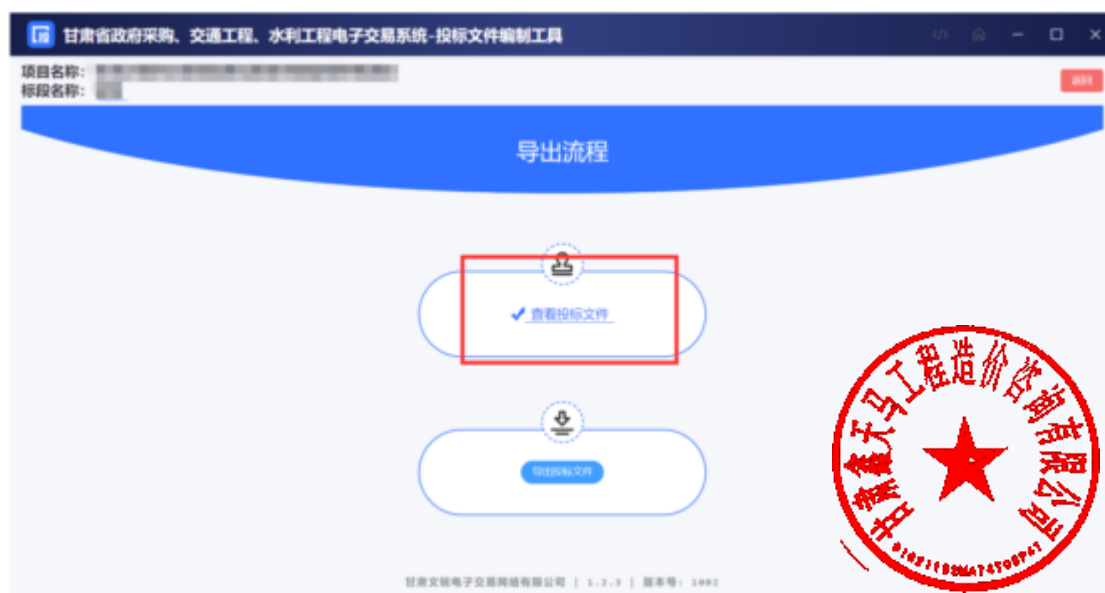 投 甘肃省政府采购、交通工程、水利工程电子交易系统-投标文件编制工具
项目名称:
标段名称:
返回
导出流程
查看投标文件
导出投标文件
甘肃鑫天马工程造价咨询有限公司
甘肃文锐电子交易网络有限公司 | 1.2.3 | 版本号: 1002